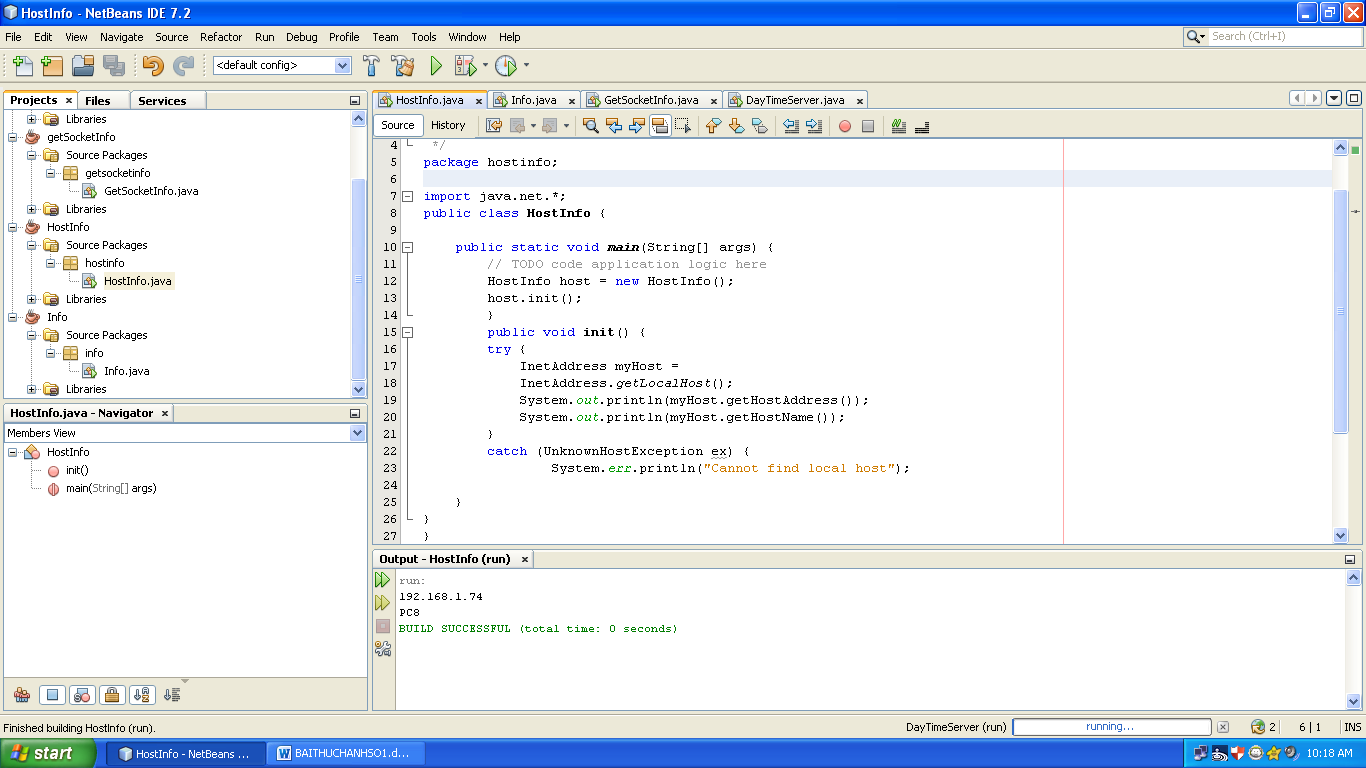 HostInfo - NetBeans IDE 7.2
File Edit View Navigate Source Refactor Run Debug Profile Team Tools Window Help
Search (Ctrl+I)
<default config>
Projects Files Services
Libraries
getSocketInfo
Source Packages
getsocketinfo
GetSocketInfo.java
Libraries
HostInfo
Source Packages
hostinfo
HostInfo.java
Libraries
Info
Source Packages
info
Info.java
Libraries
HostInfo.java - Navigator
Members View
HostInfo
init()
main(String[] args)
HostInfo.java Info.java GetSocketInfo.java DayTimeServer.java
Source History
4 */
5 package hostinfo;
6
7 import java.net.*;
8 public class HostInfo {
9
10 public static void main(String[] args) {
11 // TODO code application logic here
12 HostInfo host = new HostInfo();
13 host.init();
14 }
15 public void init() {
16 try {
17 InetAddress myHost =
18 InetAddress.getLocalHost();
19 System.out.println(myHost.getHostAddress());
20 System.out.println(myHost.getHostName());
21 }
22 catch (UnknownHostException ex) {
23 System.err.println("Cannot find local host");
24
25 }
26 }
27 }
Output - HostInfo (run)
run:
192.168.1.74
PC8
BUILD SUCCESSFUL (total time: 0 seconds)
Finished building HostInfo (run).
DayTimeServer (run) running... 2 6 | 1 INS
start HostInfo - NetBeans ... BAITHUCHANHSO1.d... 10:18 AM